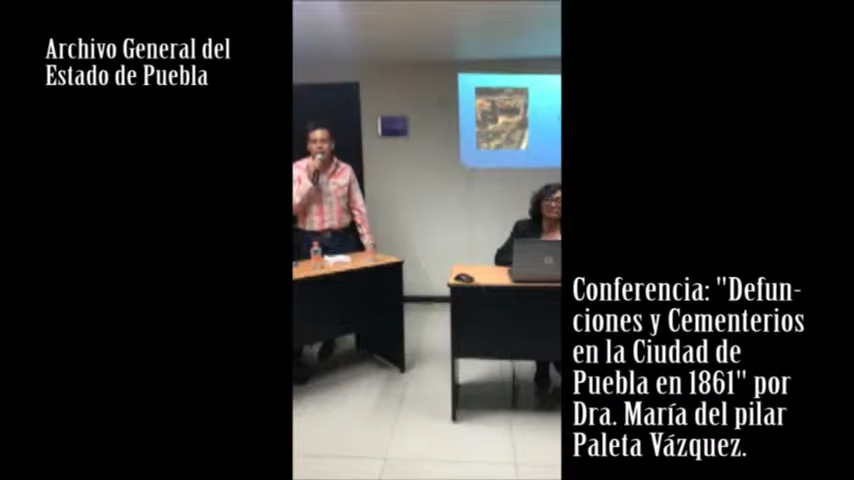 Archivo General del
Estado de Puebla
Conferencia: "Defun-
ciones y Cementerios
en la Ciudad de
Puebla en 1861" por
Dra. María del pilar
Paleta Vázquez.